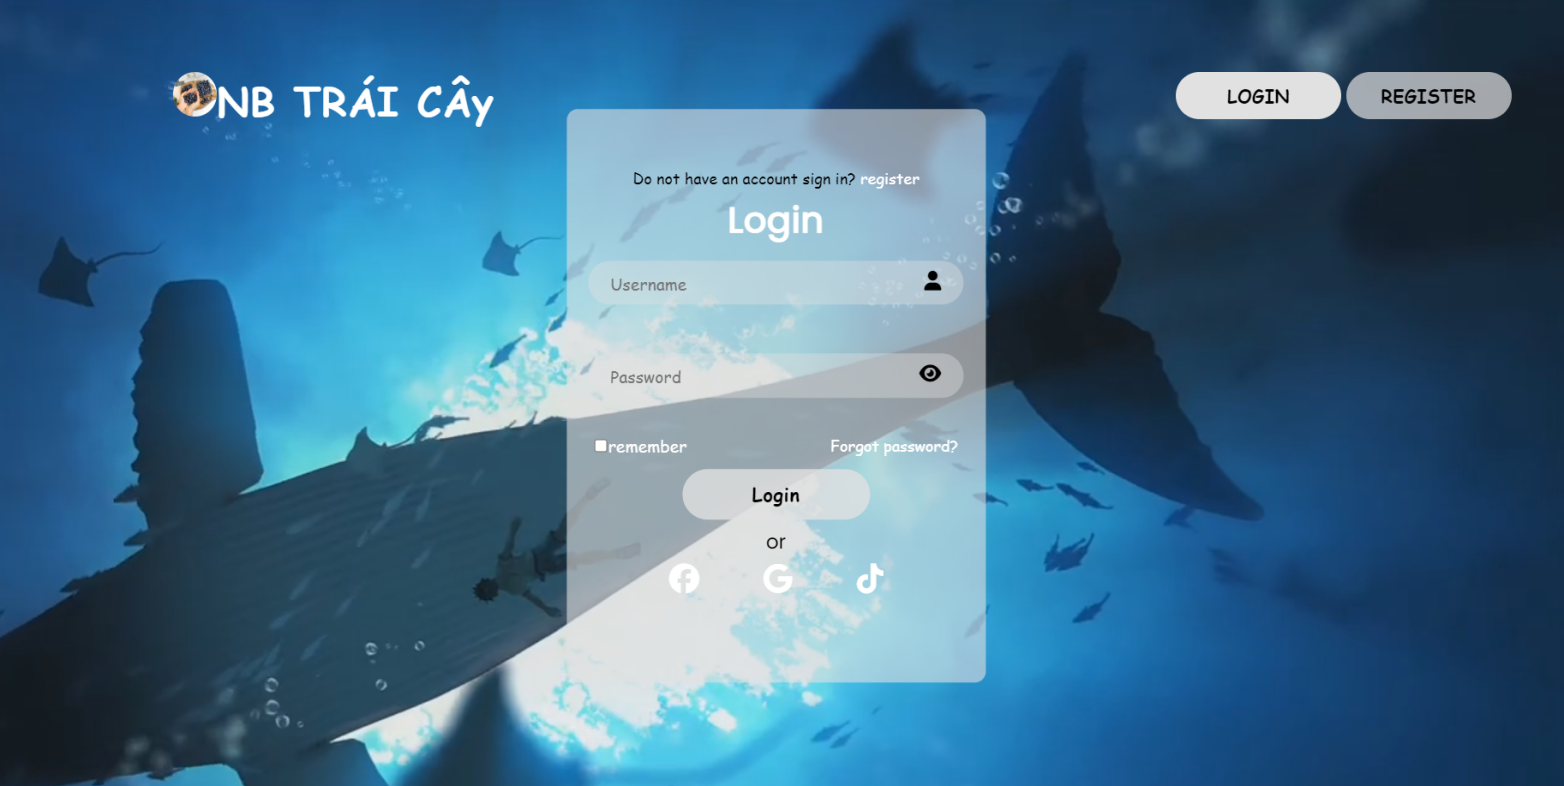 NB TRÁI CÂy
LOGIN
REGISTER
Do not have an account sign in? register
Login
Username
Password
remember
Forgot password?
Login
or